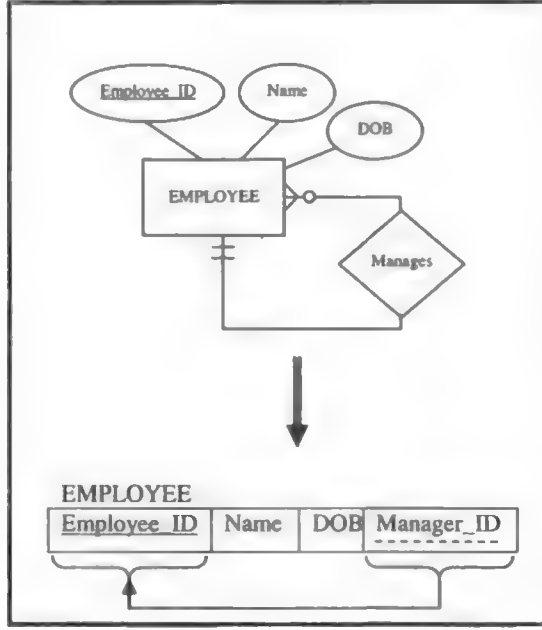 Employee_ID
Name
DOB
EMPLOYEE
Manages
EMPLOYEE
Employee_ID Name DOB Manager_ID